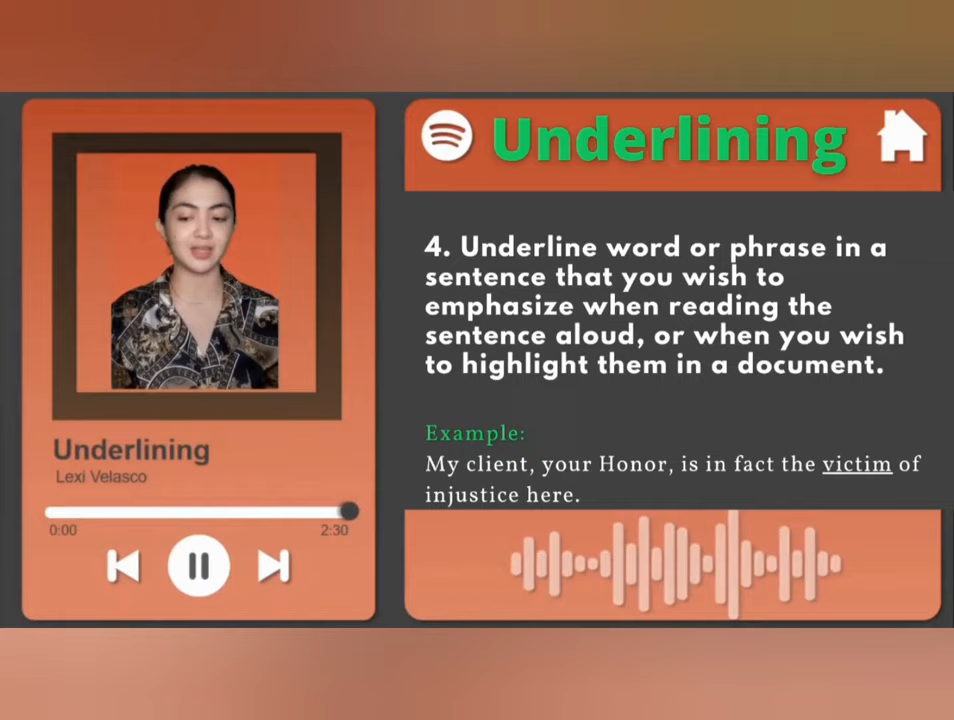 Underlining
Lexi Velasco
0:00
2:30
Underlining
4. Underline word or phrase in a
sentence that you wish to
emphasize when reading the
sentence aloud, or when you wish
to highlight them in a document.
Example:
My client, your Honor, is in fact the victim of
injustice here.